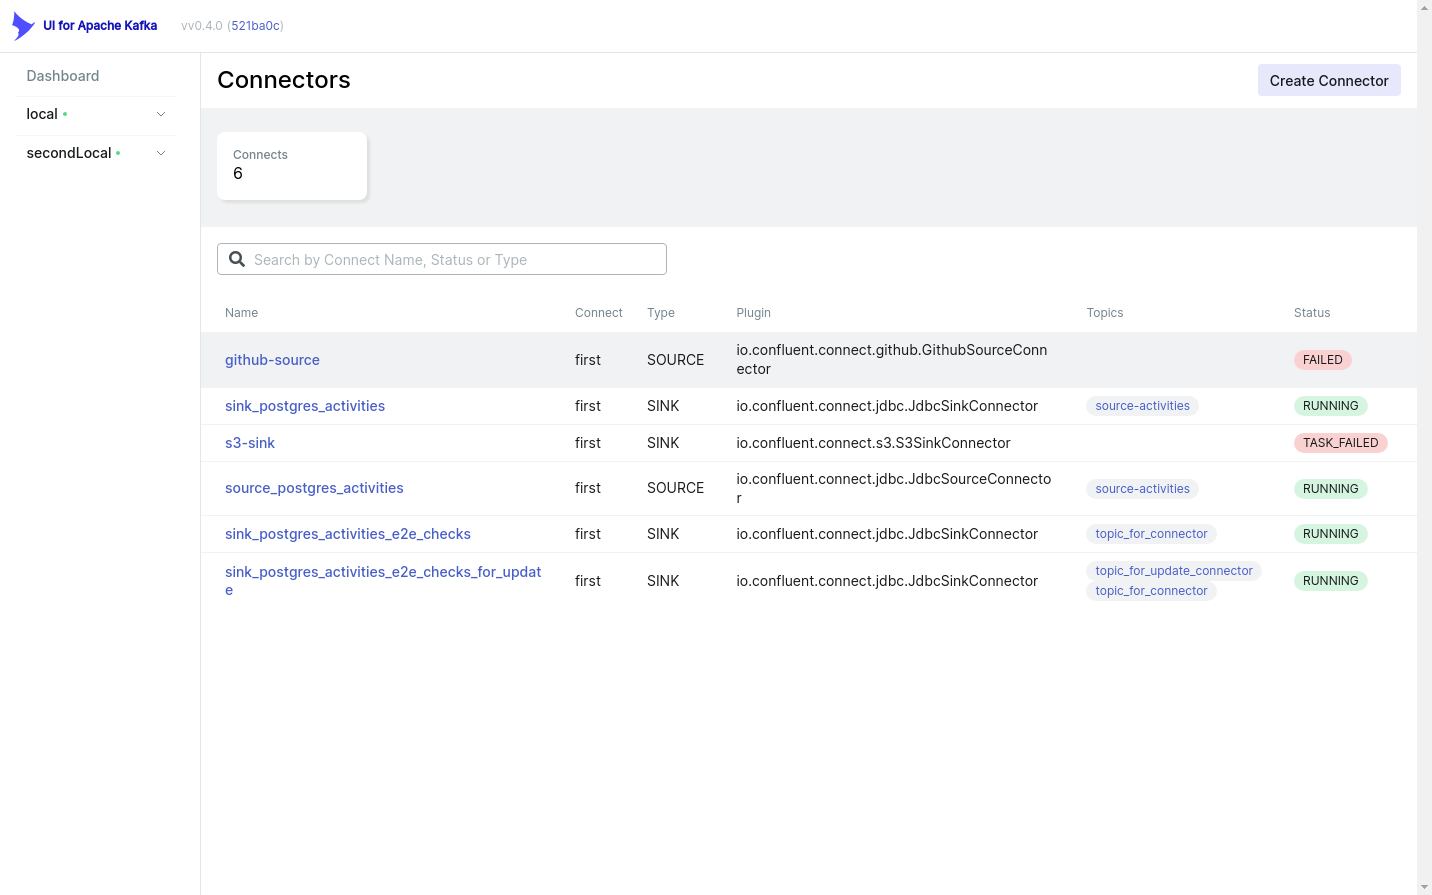 UI for Apache Kafka vv0.4.0 (521ba0c)
Dashboard
local
secondLocal
Connectors
Create Connector
Connects
6
Search by Connect Name, Status or Type
Name Connect Type Plugin Topics Status
github-source first SOURCE io.confluent.connect.github.GithubSourceConn
ector FAILED
sink_postgres_activities first SINK io.confluent.connect.jdbc.JdbcSinkConnector source-activities RUNNING
s3-sink first SINK io.confluent.connect.s3.S3SinkConnector TASK_FAILED
source_postgres_activities first SOURCE io.confluent.connect.jdbc.JdbcSourceConnecto
r source-activities RUNNING
sink_postgres_activities_e2e_checks first SINK io.confluent.connect.jdbc.JdbcSinkConnector topic_for_connector RUNNING
sink_postgres_activities_e2e_checks_for_updat
e first SINK io.confluent.connect.jdbc.JdbcSinkConnector topic_for_update_connector
topic_for_connector RUNNING